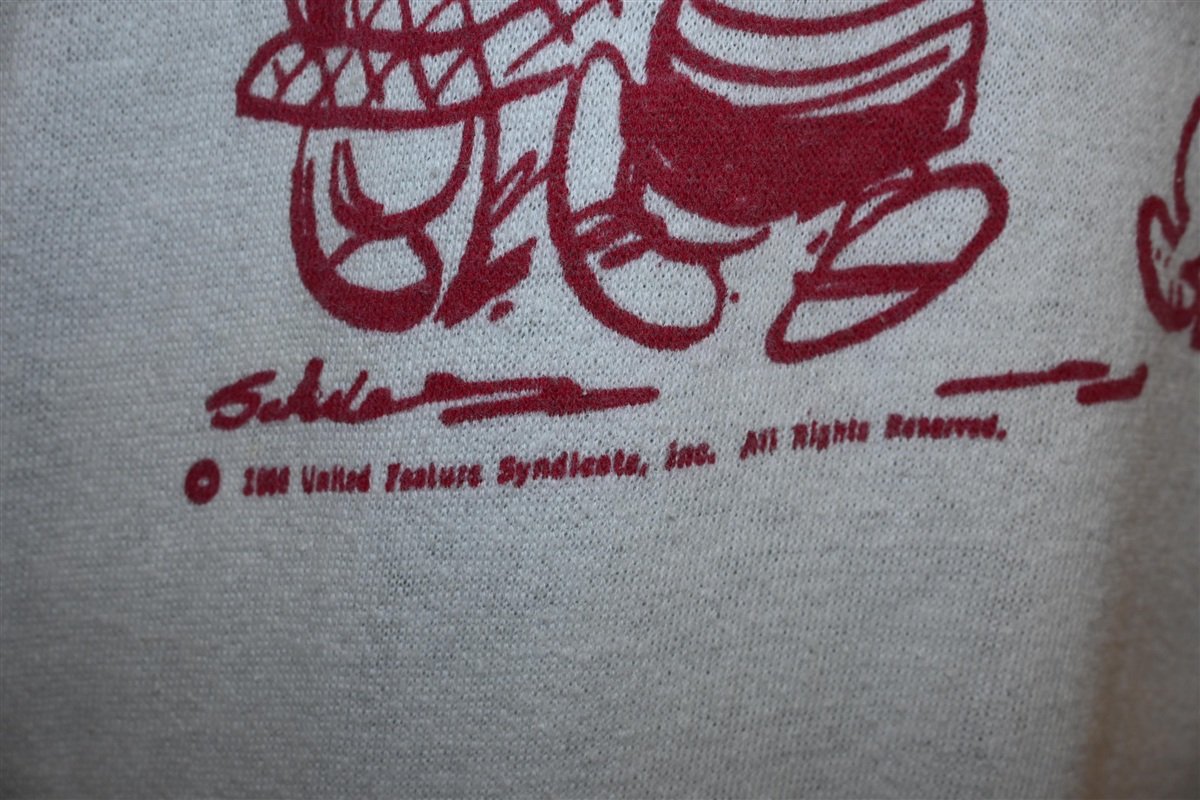 © United Feature Syndicate, Inc. All Rights Reserved.